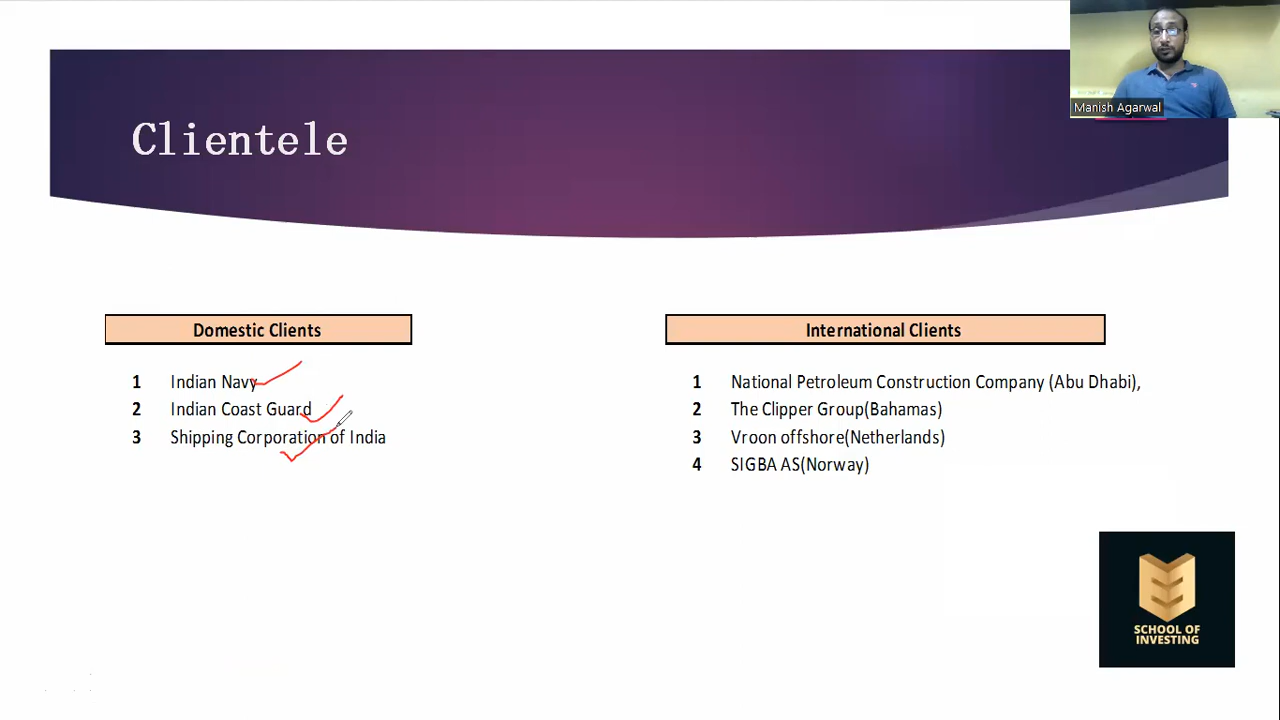 Manish Agarwal
Clientele
Domestic Clients
1 Indian Navy
2 Indian Coast Guard
3 Shipping Corporation of India
International Clients
1 National Petroleum Construction Company (Abu Dhabi),
2 The Clipper Group(Bahamas)
3 Vroon offshore(Netherlands)
4 SIGBA AS(Norway)
SCHOOL OF
INVESTING